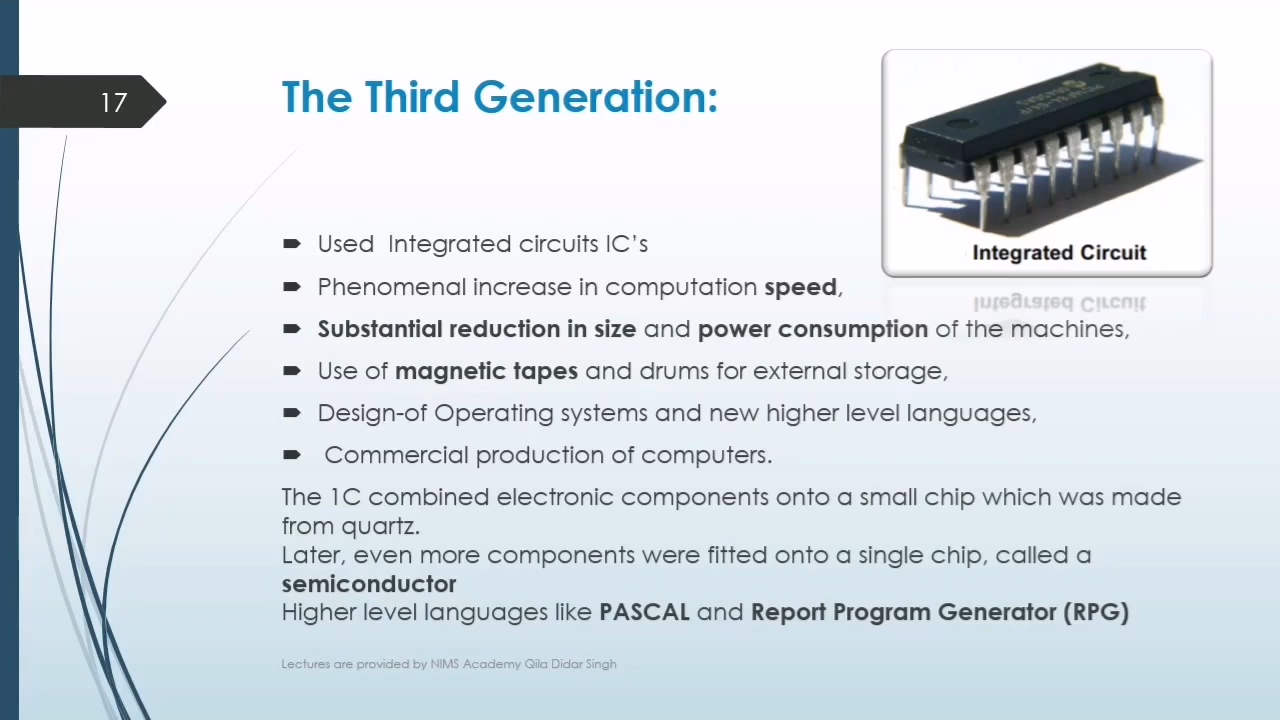 17
The Third Generation:
Integrated Circuit
Used  Integrated circuits IC’s
Phenomenal increase in computation speed,
Substantial reduction in size and power consumption of the machines,
Use of magnetic tapes and drums for external storage,
Design-of Operating systems and new higher level languages,
Commercial production of computers.
The 1C combined electronic components onto a small chip which was made
from quartz.
Later, even more components were fitted onto a single chip, called a
semiconductor
Higher level languages like PASCAL and Report Program Generator (RPG)
Lectures are provided by NIMS Academy Qila Didar Singh